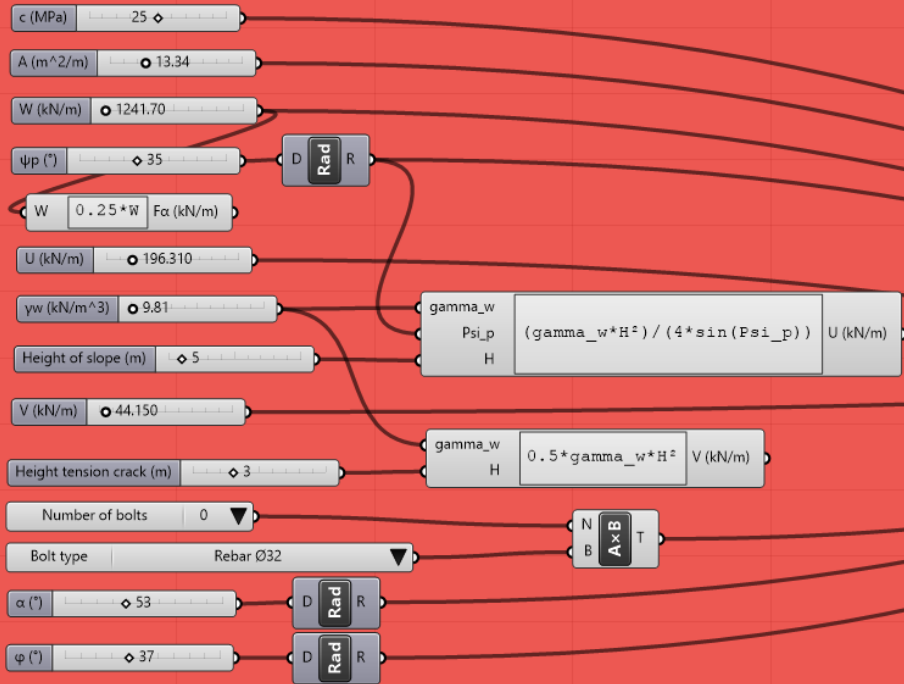 c (MPa) 25
A (m^2/m) 13.34
W (kN/m) 1241.70
ψp (°) 35 D Rad R
W 0.25*W Fα (kN/m)
U (kN/m) 196.310
γw (kN/m^3) 9.81 gamma_w
Psi_p (gamma_w*H²)/(4*sin(Psi_p)) U (kN/m)
Height of slope (m) 5 H
V (kN/m) 44.150
gamma_w
0.5*gamma_w*H² V (kN/m)
Height tension crack (m) 3 H
Number of bolts 0 N
A×B T
Bolt type Rebar Ø32 B
α (°) 53 D Rad R
φ (°) 37 D Rad R